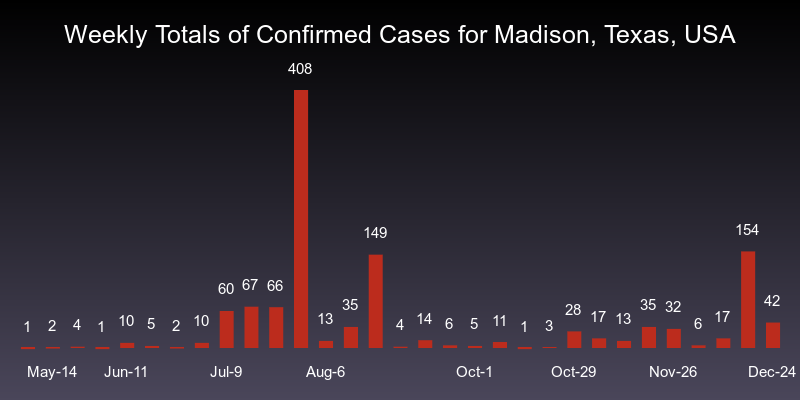 Weekly Totals of Confirmed Cases for Madison, Texas, USA
408
154
149
60 67 66
42
1 2 4 1 10 5 2 10 13 35 4 14 6 5 11 1 3 28 17 13 35 32 6 17
May-14 Jun-11 Jul-9 Aug-6 Oct-1 Oct-29 Nov-26 Dec-24